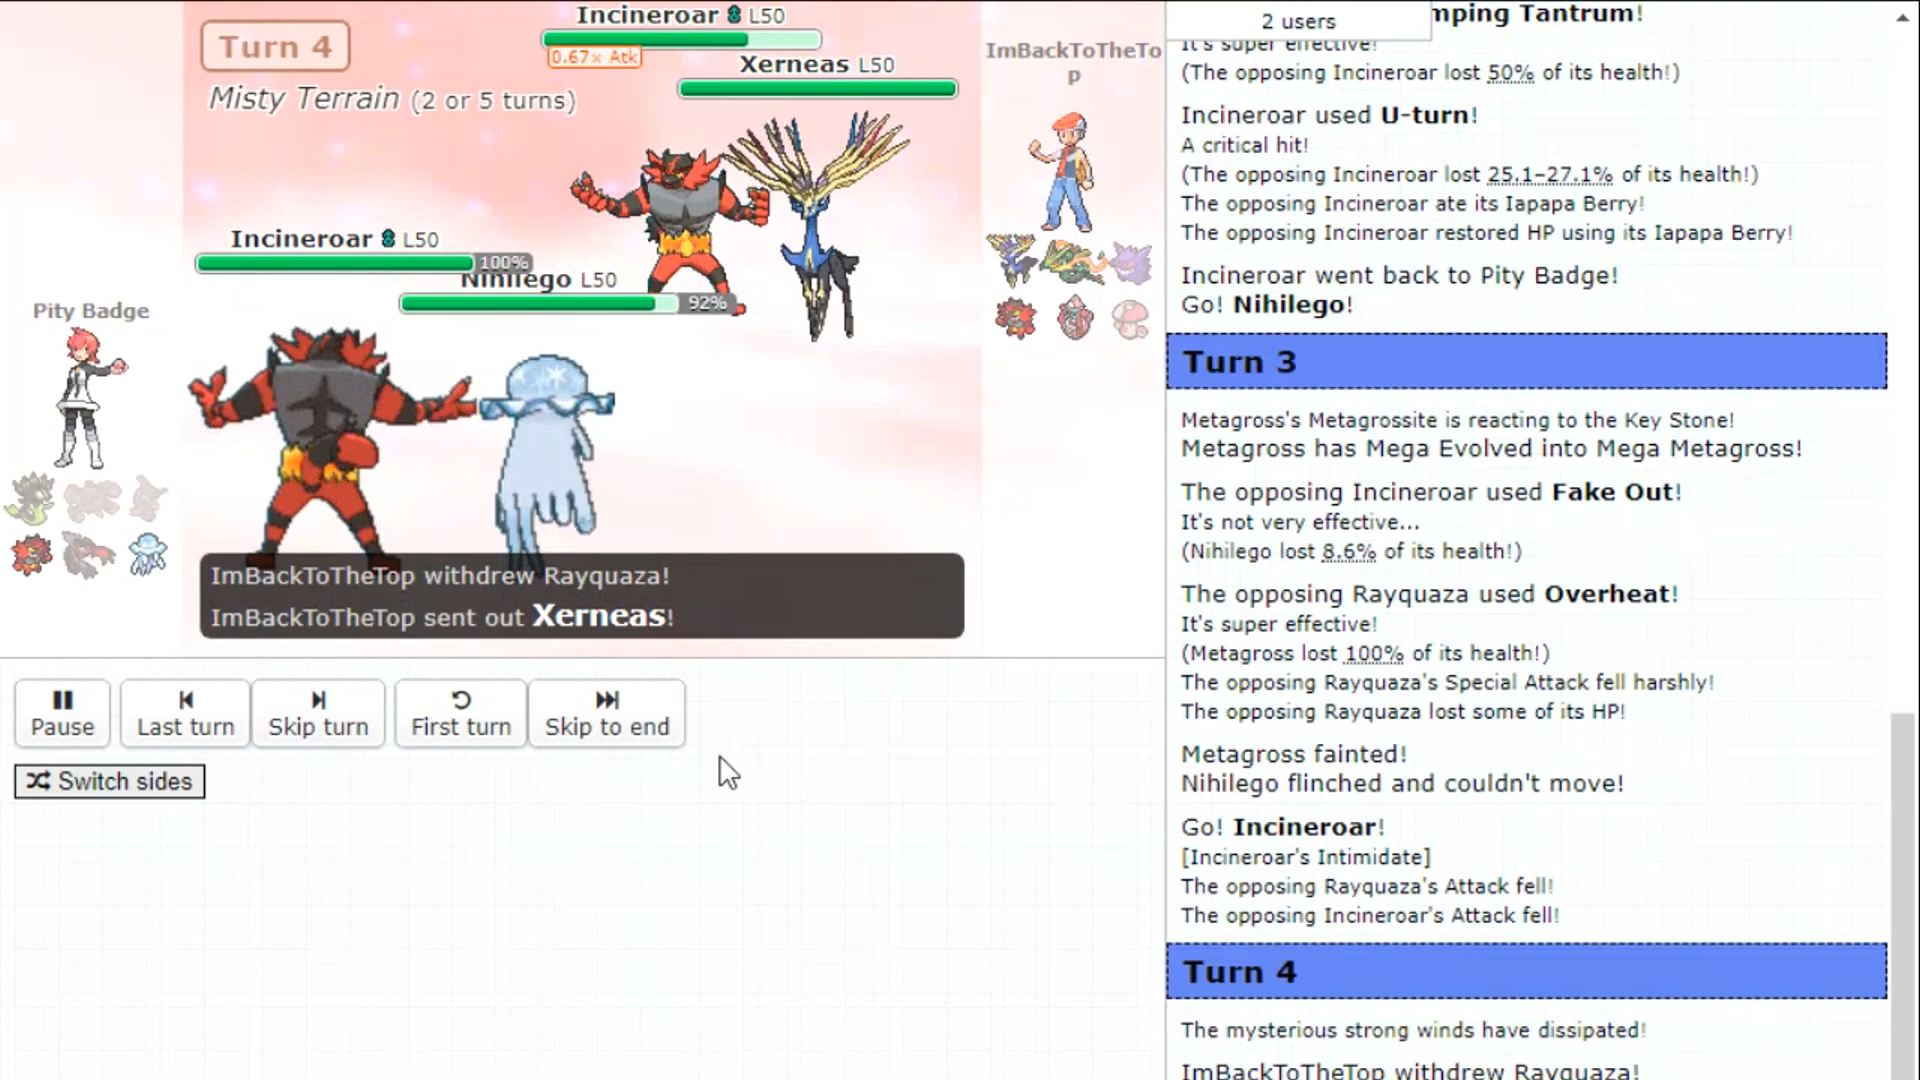 Turn 4
Misty Terrain (2 or 5 turns)
Incineroar L50
0.67× Atk
Xerneas L50
ImBackToTheTo
p
Incineroar L50
100%
Nihilego L50
92%
Pity Badge
ImBackToTheTop withdrew Rayquaza!
ImBackToTheTop sent out Xerneas!
Pause
Last turn
Skip turn
First turn
Skip to end
Switch sides
2 users
mping Tantrum!
It's super effective!
(The opposing Incineroar lost 50% of its health!)
Incineroar used U-turn!
A critical hit!
(The opposing Incineroar lost 25.1–27.1% of its health!)
The opposing Incineroar ate its Iapapa Berry!
The opposing Incineroar restored HP using its Iapapa Berry!
Incineroar went back to Pity Badge!
Go! Nihilego!
Turn 3
Metagross's Metagrossite is reacting to the Key Stone!
Metagross has Mega Evolved into Mega Metagross!
The opposing Incineroar used Fake Out!
It's not very effective...
(Nihilego lost 8.6% of its health!)
The opposing Rayquaza used Overheat!
It's super effective!
(Metagross lost 100% of its health!)
The opposing Rayquaza's Special Attack fell harshly!
The opposing Rayquaza lost some of its HP!
Metagross fainted!
Nihilego flinched and couldn't move!
Go! Incineroar!
[Incineroar's Intimidate]
The opposing Rayquaza's Attack fell!
The opposing Incineroar's Attack fell!
Turn 4
The mysterious strong winds have dissipated!
ImBackToTheTop withdrew Rayquaza!